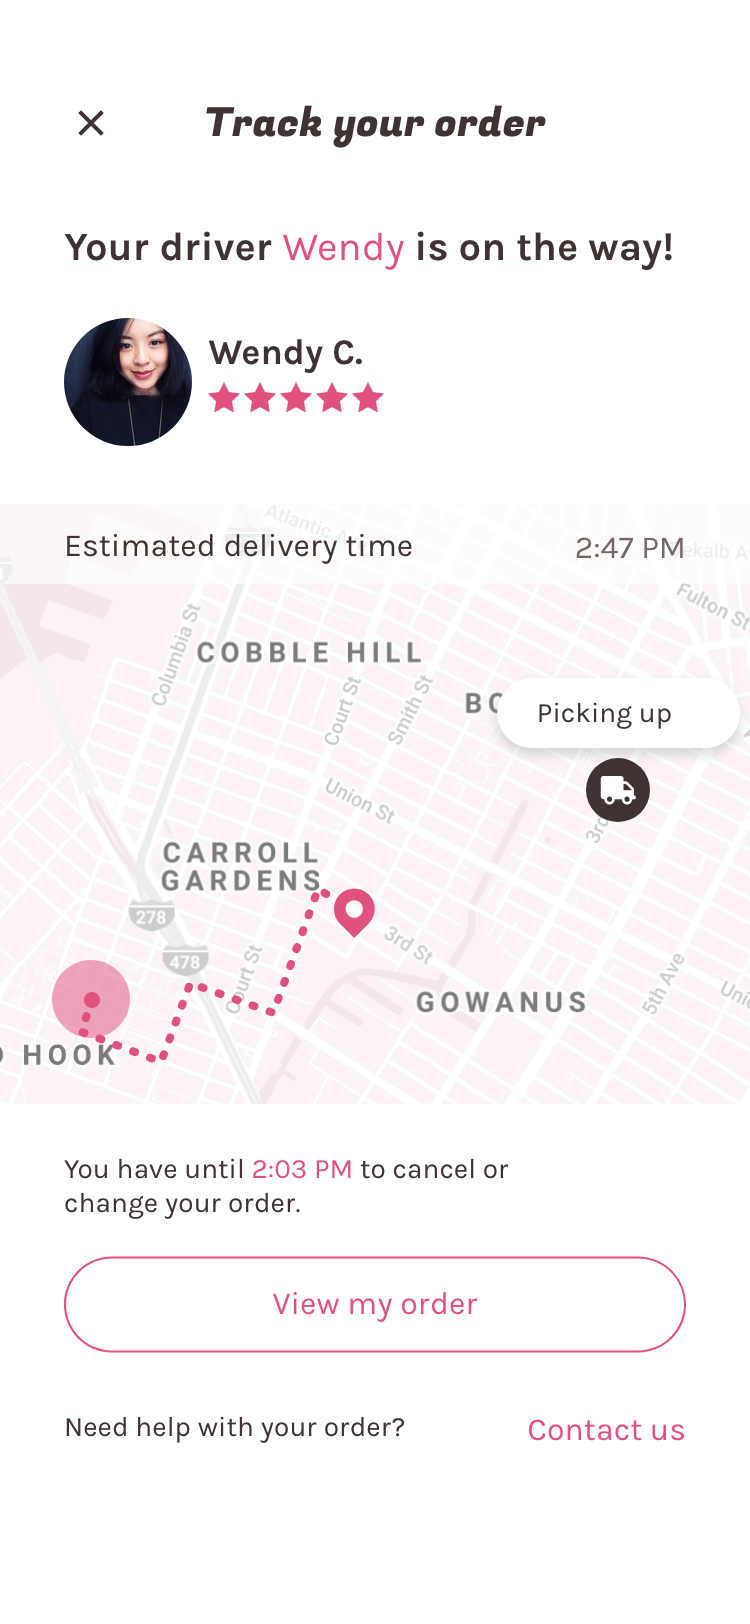 Track your order
Your driver Wendy is on the way!
Wendy C.
Atlantic A
Estimated delivery time
2:47 PM
ekalb A
Fulton St
Columbia St
COBBLE HILL
Court St
Smith St
BO
Picking up
Union St
3rd
CARROLL
GARDENS
278
3rd St
478
Court St
5th Ave
GOWANUS
HOOK
You have until 2:03 PM to cancel or
change your order.
View my order
Need help with your order?
Contact us